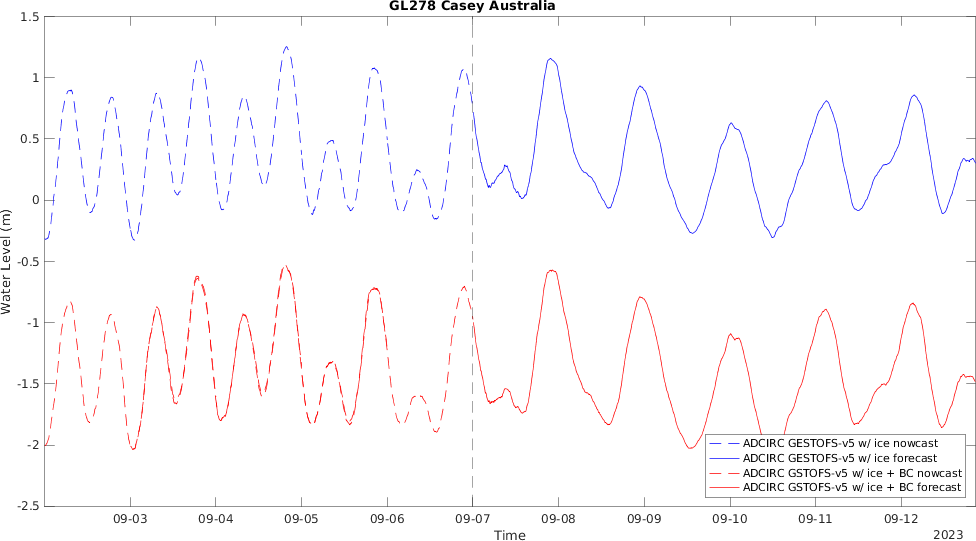 GL278 Casey Australia
1.5
1
0.5
0
-0.5
-1
-1.5
-2
-2.5
Water Level (m)
ADCIRC GESTOFS-v5 w/ ice nowcast
ADCIRC GESTOFS-v5 w/ ice forecast
ADCIRC GSTOFS-v5 w/ ice + BC nowcast
ADCIRC GSTOFS-v5 w/ ice + BC forecast
09-03 09-04 09-05 09-06 09-07 09-08 09-09 09-10 09-11 09-12
Time
2023